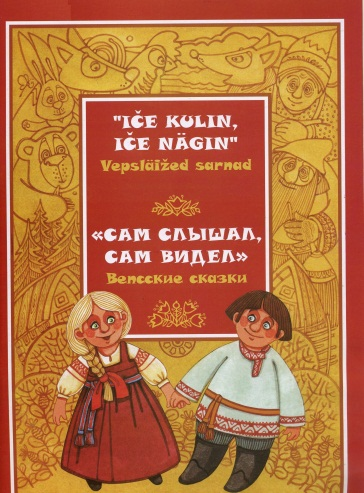 "IČE KULIN,
IČE NÄGIN"
Vepsläižed sarnad
«САМ СЛЫШАЛ,
САМ ВИДЕЛ»
Вепсские сказки